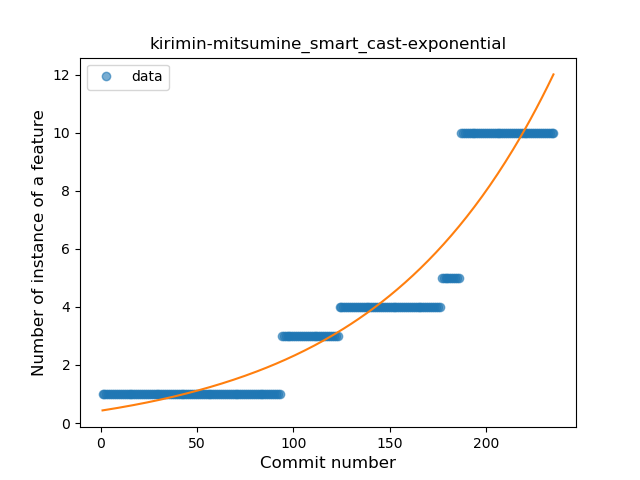 kirimin-mitsumine_smart_cast-exponential
data
Number of instance of a feature
12
10
8
6
4
2
0
0 50 100 150 200
Commit number